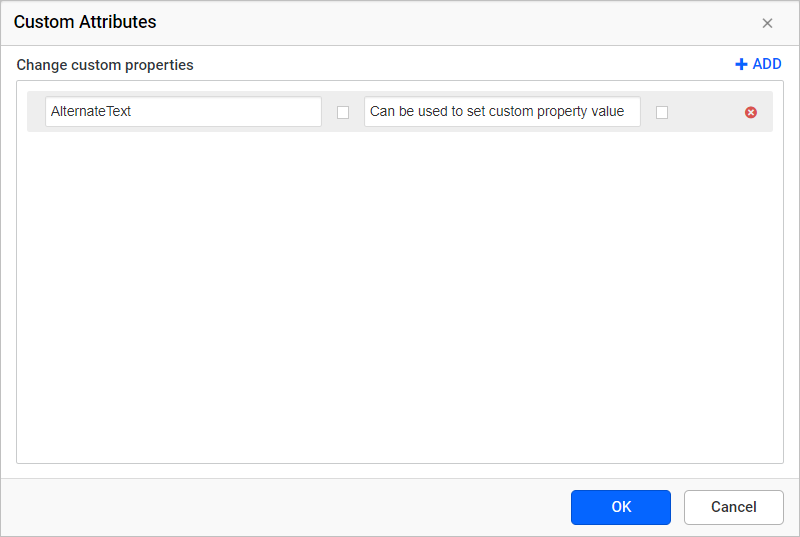 Custom Attributes
Change custom properties
ADD
AlternateText
Can be used to set custom property value
OK
Cancel